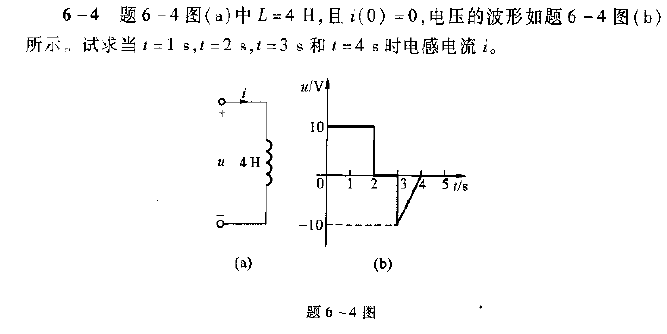 6-4 题6-4图(a)中L=4 H,且i(0)=0,电压的波形如题6-4图(b)
所示。试求当t=1 s,t=2 s,t=3 s和t=4 s时电感电流i。
i
+
u 4 H
−
(a)
u/V
10
0 1 2 3 4 5 t/s
−10
(b)
题6-4图